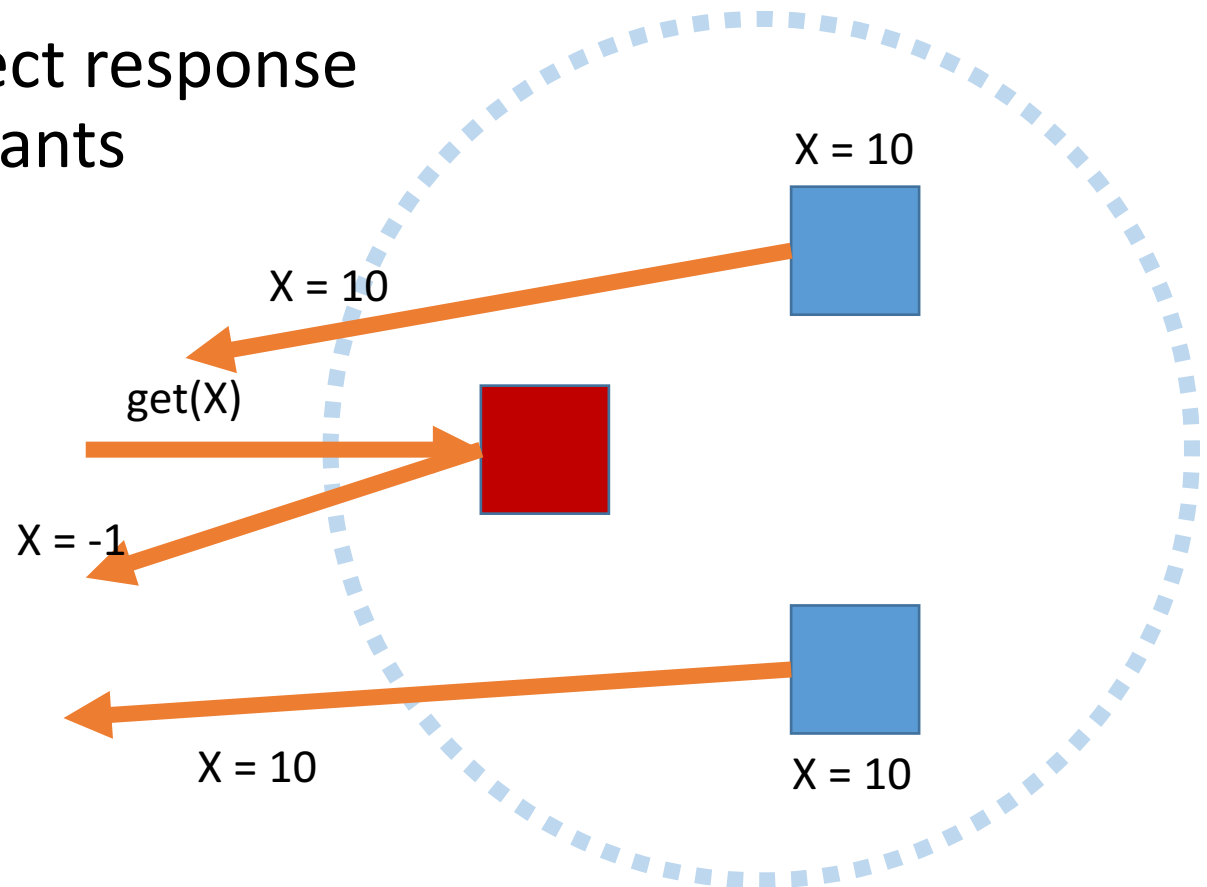 ect response
ants
X = 10
X = 10
get(X)
X = -1
X = 10
X = 10